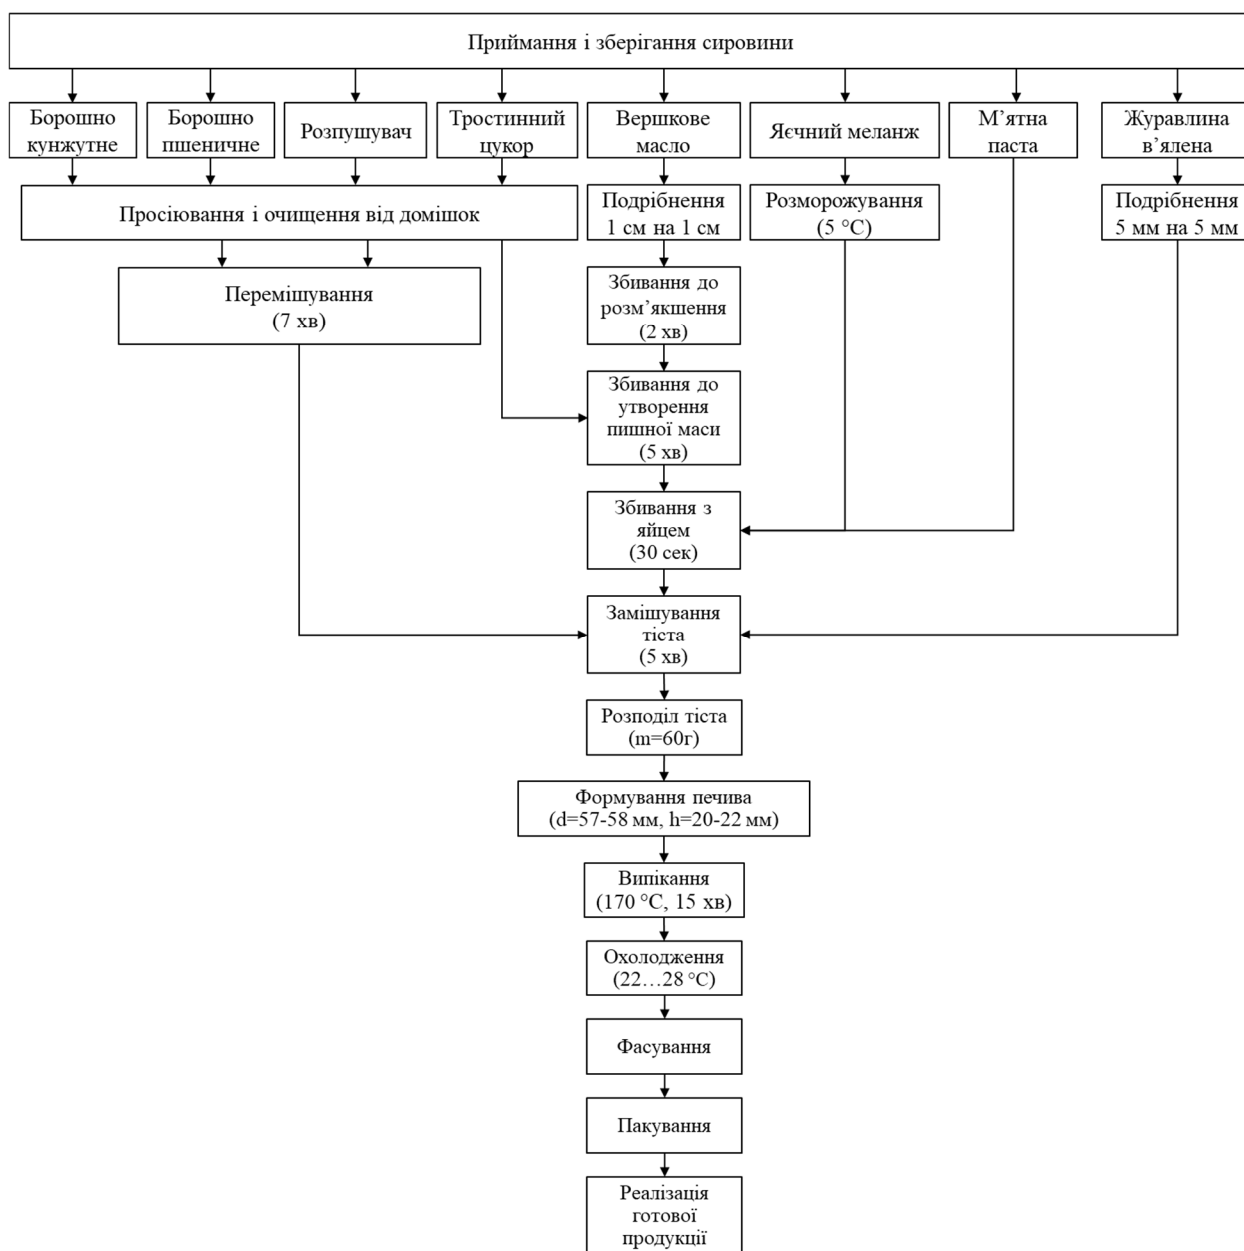 Приймання і зберігання сировини
Борошно
кунжутне
Борошно
пшеничне
Розпушувач
Тростинний
цукор
Вершкове
масло
Яєчний меланж
М’ятна
паста
Журавлина
в’ялена
Просіювання і очищення від домішок
Подрібнення
1 см на 1 см
Розморожування
(5 °С)
Подрібнення
5 мм на 5 мм
Перемішування
(7 хв)
Збивання до
розм’якшення
(2 хв)
Збивання до
утворення
пишної маси
(5 хв)
Збивання з
яйцем
(30 сек)
Замішування
тіста
(5 хв)
Розподіл тіста
(m=60г)
Формування печива
(d=57-58 мм, h=20-22 мм)
Випікання
(170 °С, 15 хв)
Охолодження
(22…28 °С)
Фасування
Пакування
Реалізація
готової
продукції